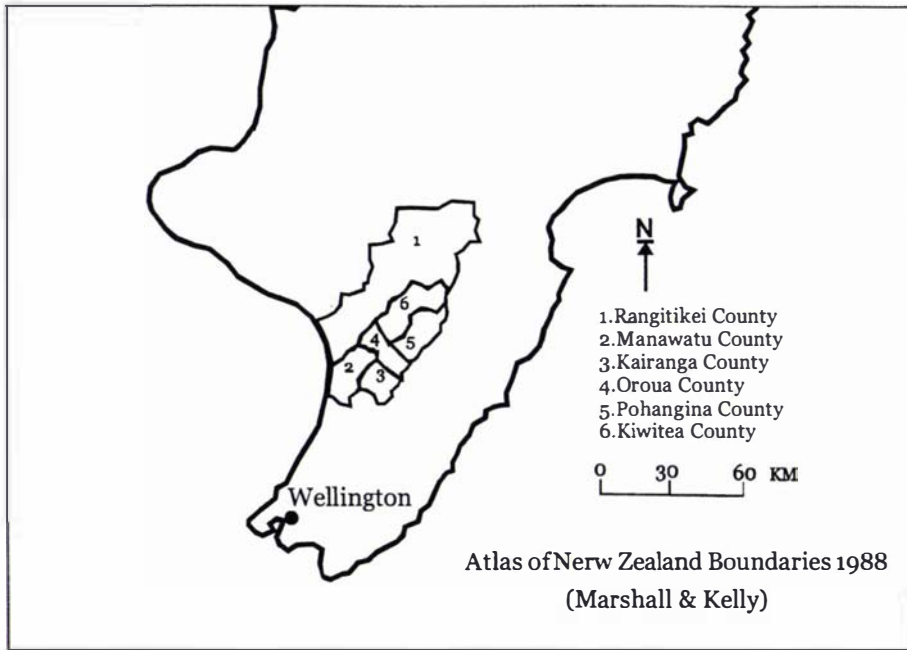 1
6
4
5
2
3
N
1.Rangitikei County
2.Manawatu County
3.Kairanga County
4.Oroua County
5.Pohangina County
6.Kiwitea County
0 30 60 KM
Wellington
Atlas of Nerw Zealand Boundaries 1988
(Marshall & Kelly)